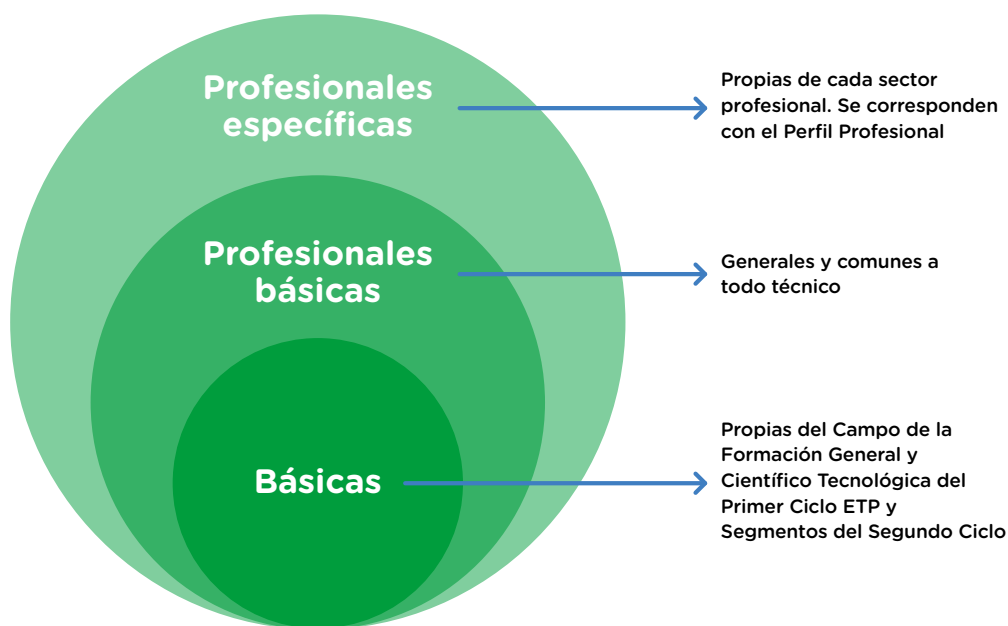 Profesionales
específicas
Propias de cada sector
profesional. Se corresponden
con el Perfil Profesional
Profesionales
básicas
Generales y comunes a
todo técnico
Básicas
Propias del Campo de la
Formación General y
Científico Tecnológica del
Primer Ciclo ETP y
Segmentos del Segundo Ciclo